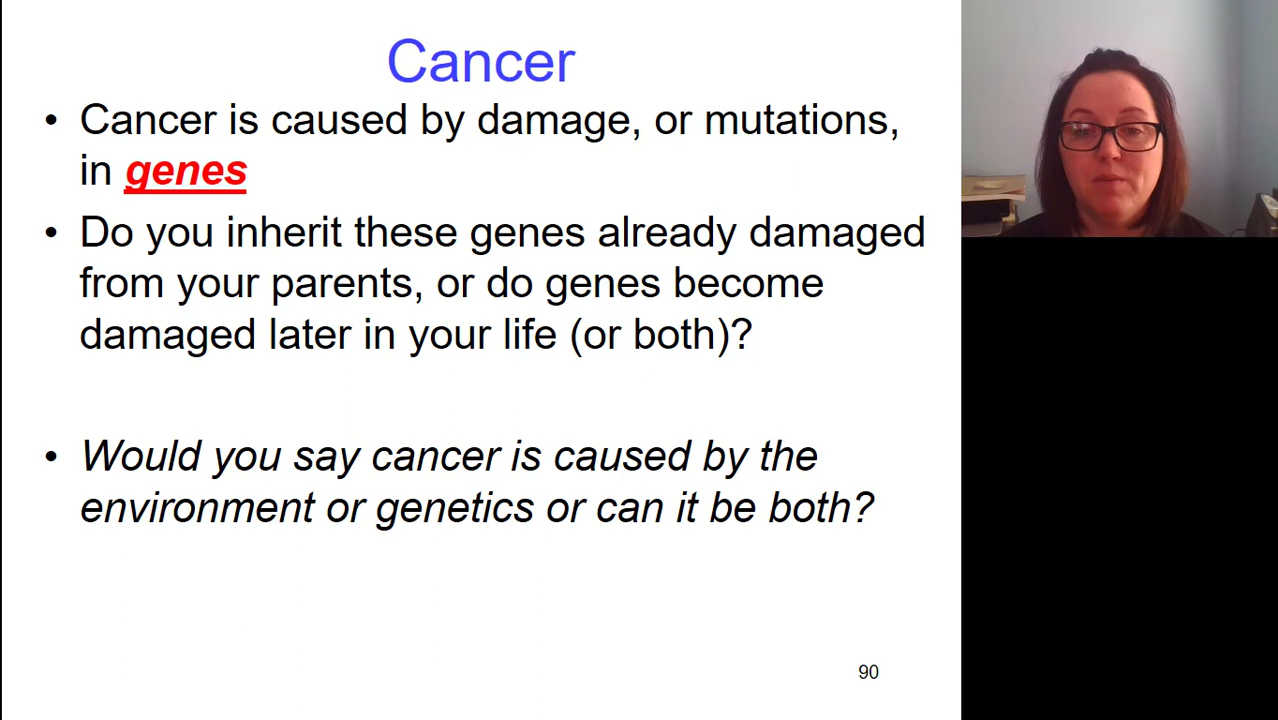 Cancer
• Cancer is caused by damage, or mutations,
in genes
• Do you inherit these genes already damaged
from your parents, or do genes become
damaged later in your life (or both)?
• Would you say cancer is caused by the
environment or genetics or can it be both?
90